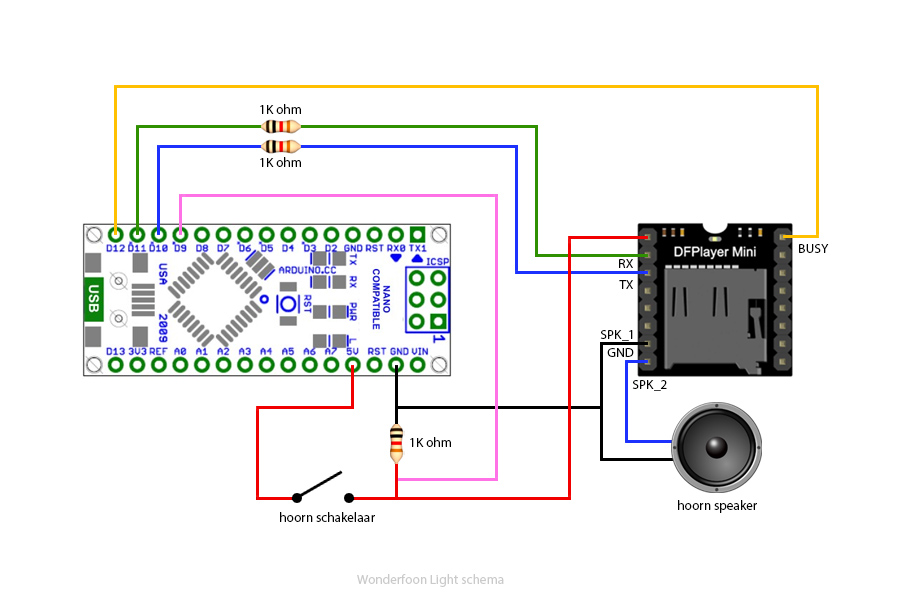 1K ohm
1K ohm
D12 D11 D10 D9 D8 D7 D6 D5 D4 D3 D2 GND RST RX0 TX1
USB
USA
2009
ARDUINO.CC
RST
TX
RX
PWR
L
NANO
COMPATIBLE
ICSP
1
D13 3V3 REF A0 A1 A2 A3 A4 A5 A6 A7 5V RST GND VIN
DFPlayer Mini
BUSY
RX
TX
SPK_1
GND
SPK_2
1K ohm
hoorn schakelaar
hoorn speaker
Wonderfoon Light schema